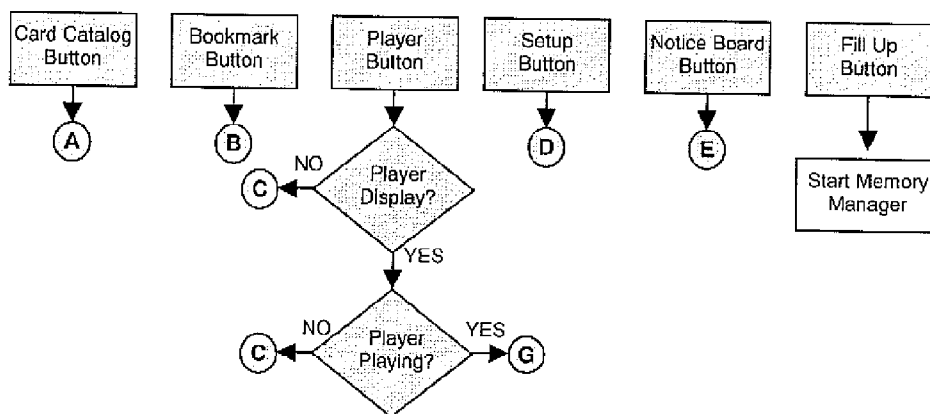 Card Catalog
Button
Bookmark
Button
Player
Button
Setup
Button
Notice Board
Button
Fill Up
Button
A
B
D
E
NO
C
Player
Display?
Start Memory
Manager
YES
NO
C
Player
Playing?
YES
G